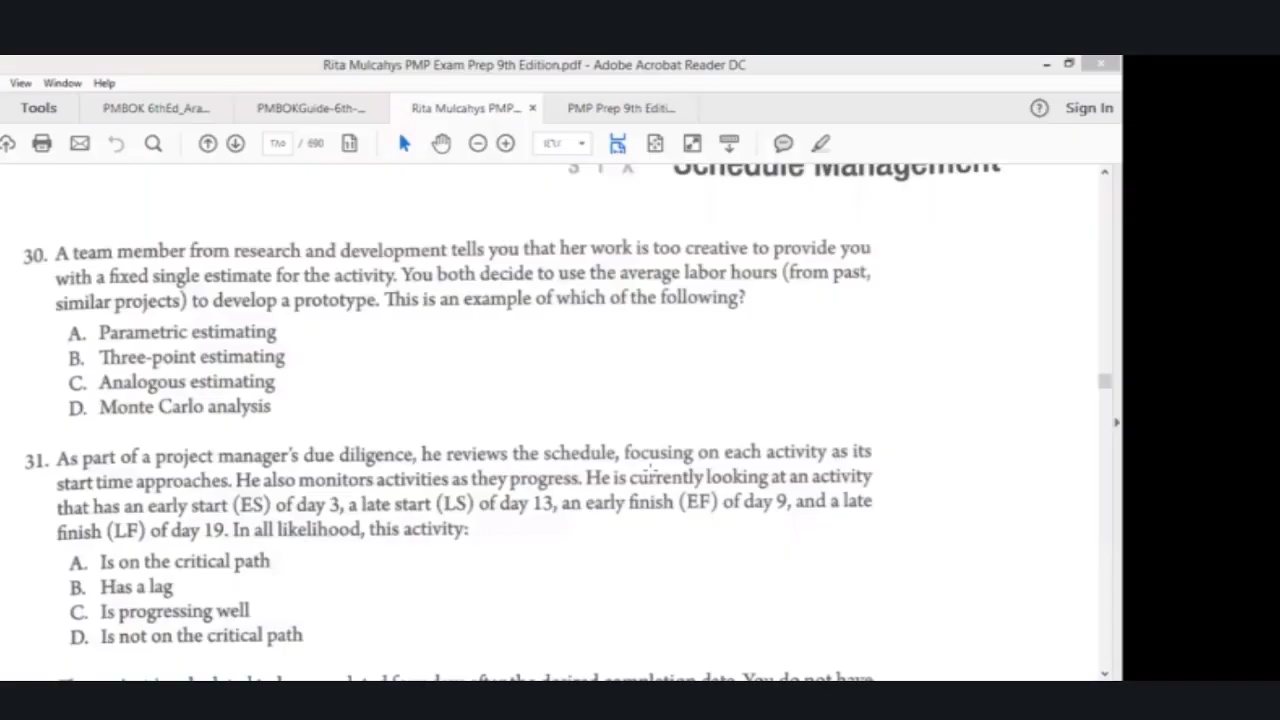 Rita Mulcahys PMP Exam Prep 9th Edition.pdf - Adobe Acrobat Reader DC
View Window Help
Tools PMBOK 6thEd_Ara... PMBOKGuide-6th-... Rita Mulcahys PMP... × PMP Prep 9th Editi... Sign In
/ 690
S I X Schedule Management
30. A team member from research and development tells you that her work is too creative to provide you
with a fixed single estimate for the activity. You both decide to use the average labor hours (from past,
similar projects) to develop a prototype. This is an example of which of the following?
A. Parametric estimating
B. Three-point estimating
C. Analogous estimating
D. Monte Carlo analysis
31. As part of a project manager's due diligence, he reviews the schedule, focusing on each activity as its
start time approaches. He also monitors activities as they progress. He is currently looking at an activity
that has an early start (ES) of day 3, a late start (LS) of day 13, an early finish (EF) of day 9, and a late
finish (LF) of day 19. In all likelihood, this activity:
A. Is on the critical path
B. Has a lag
C. Is progressing well
D. Is not on the critical path